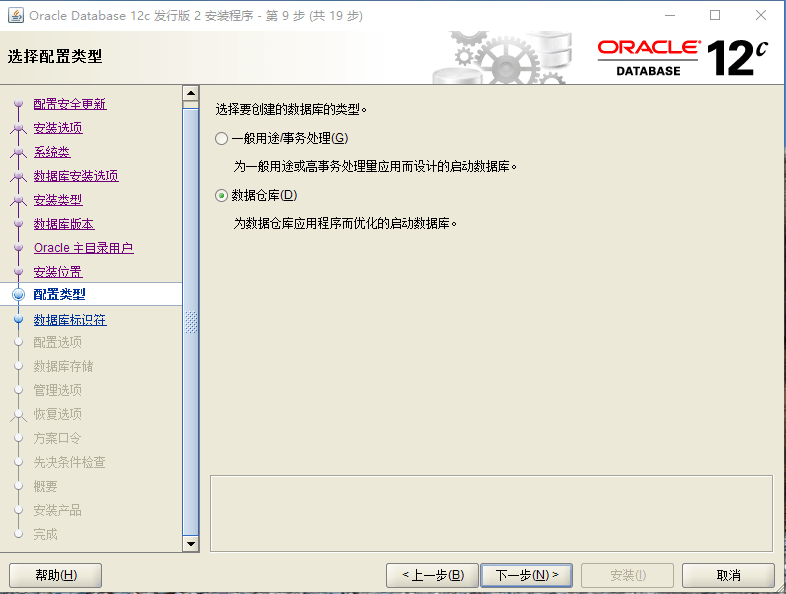 Oracle Database 12c 发行版 2 安装程序 - 第 9 步 (共 19 步)
选择配置类型
ORACLE®
DATABASE
12c
配置安全更新
安装选项
系统类
数据库安装选项
安装类型
数据库版本
Oracle 主目录用户
安装位置
配置类型
数据库标识符
配置选项
数据库存储
管理选项
恢复选项
方案口令
先决条件检查
概要
安装产品
完成
选择要创建的数据库的类型。
一般用途/事务处理(G)
为一般用途或高事务处理量应用而设计的启动数据库。
数据仓库(D)
为数据仓库应用程序而优化的启动数据库。
帮助(H)
< 上一步(B)
下一步(N) >
安装(I)
取消